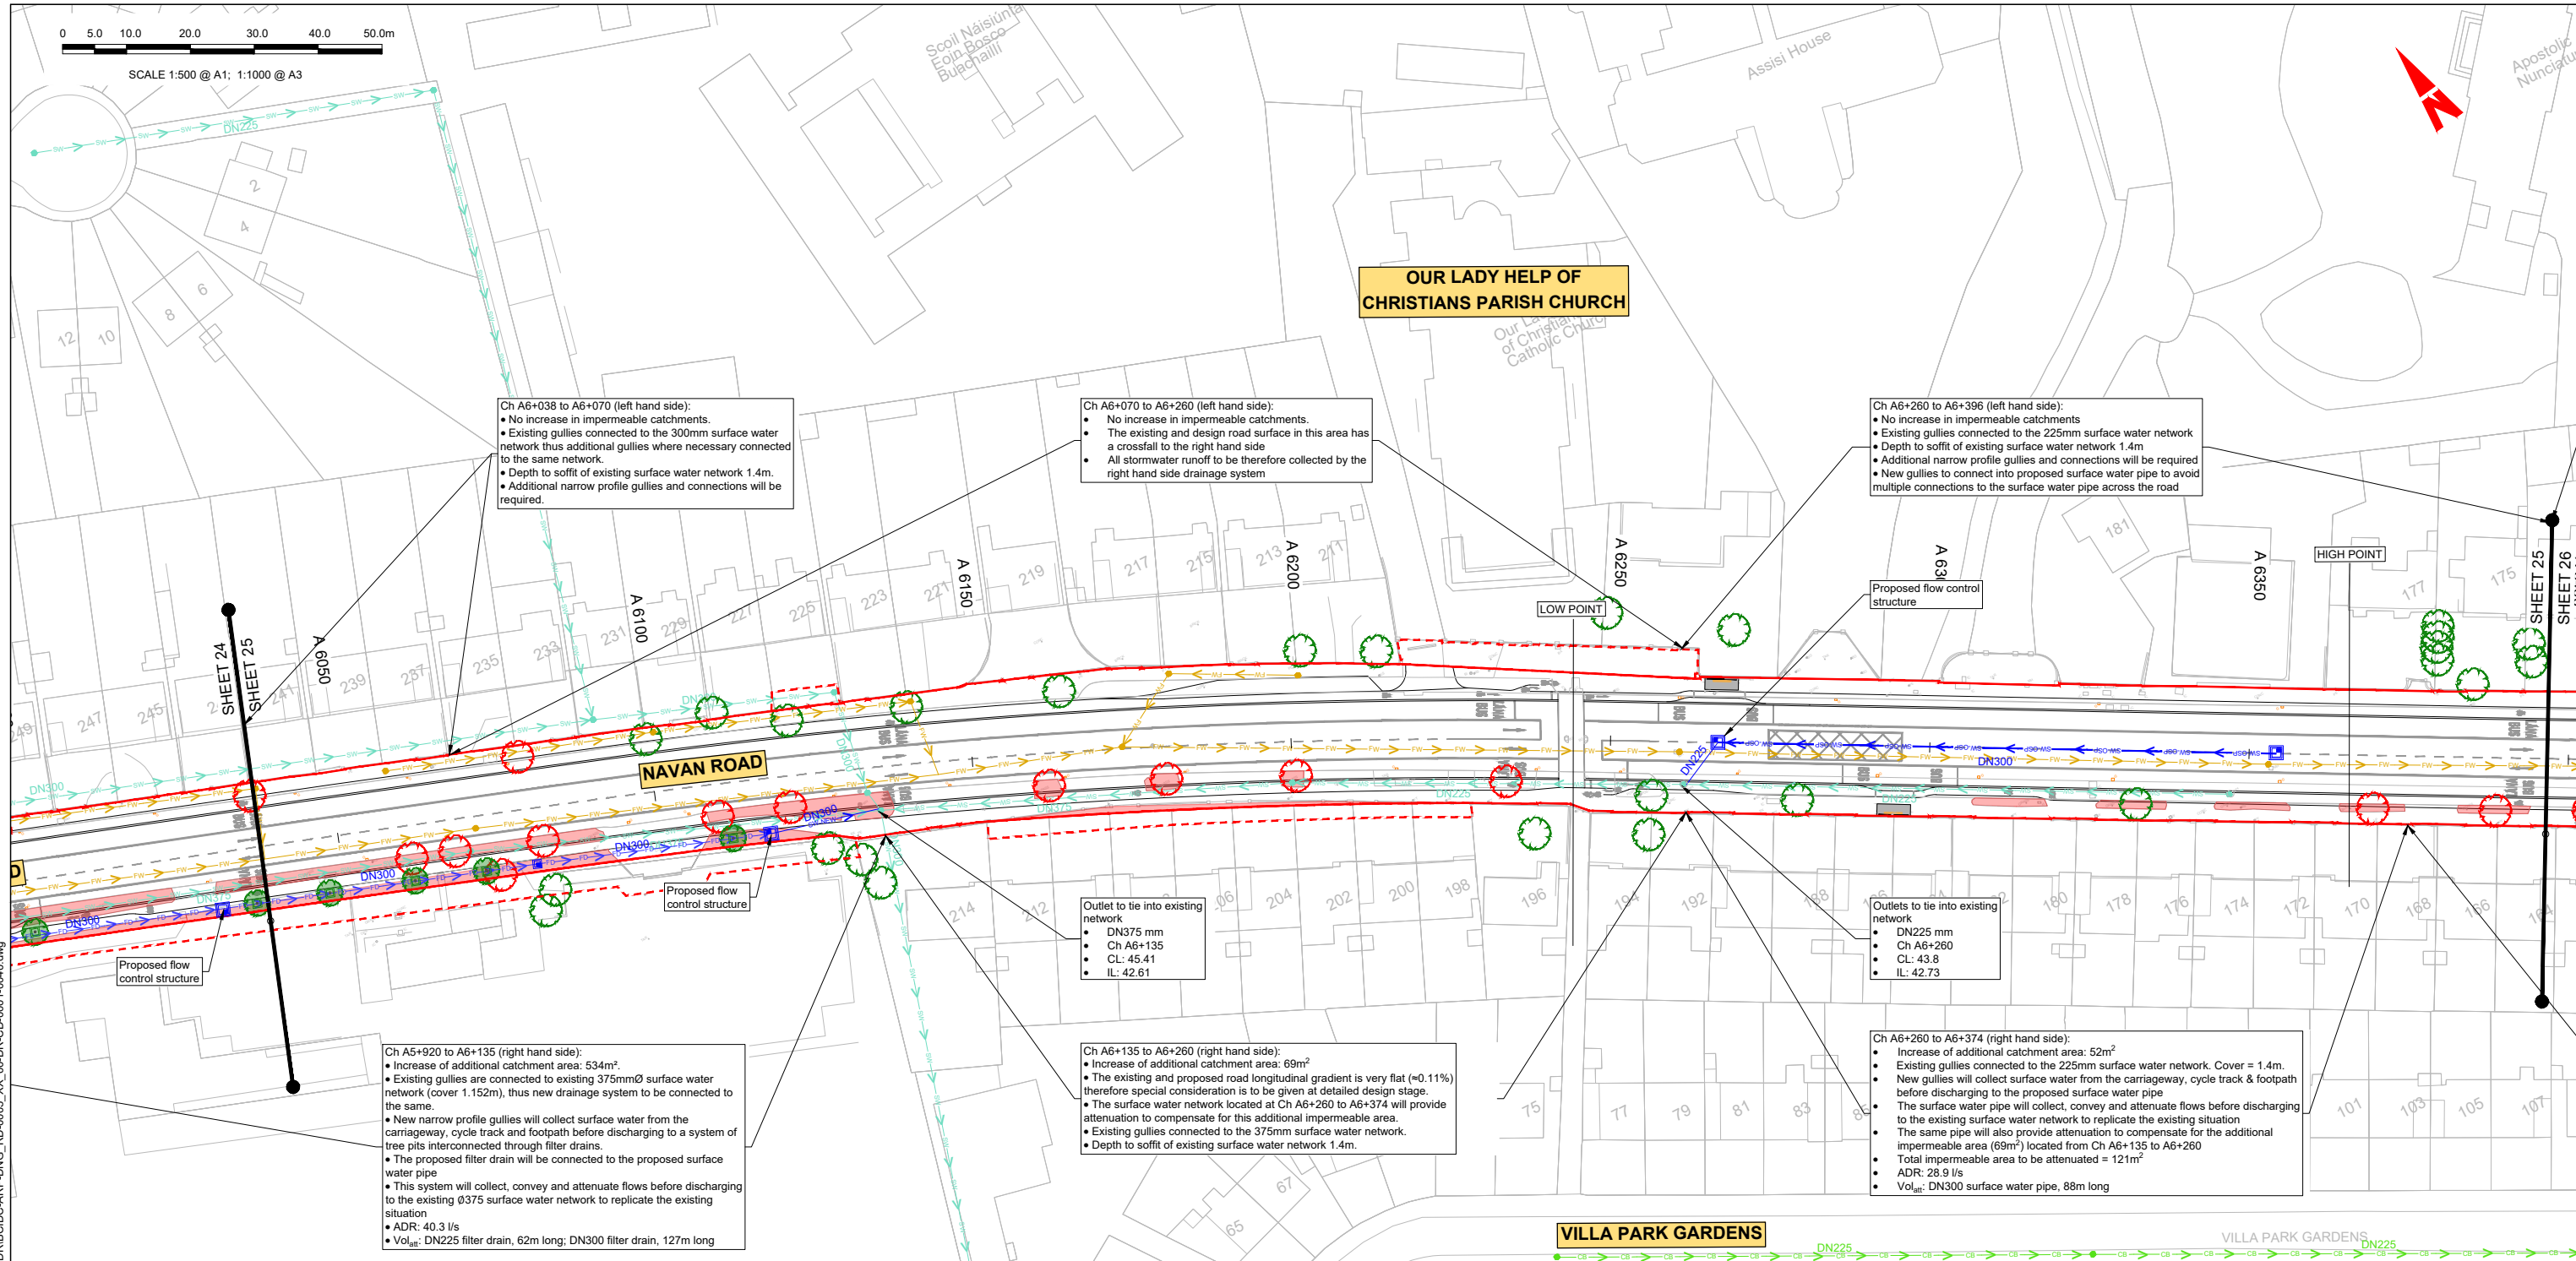 0 5.0 10.0 20.0 30.0 40.0 50.0m
SCALE 1:500 @ A1; 1:1000 @ A3
Scoil Náisiúnta
Eoin Bosco
Buachaillí
Assisi House
Apostolic
OUR LADY HELP OF
CHRISTIANS PARISH CHURCH
of Christian
Catholic
Ch A6+038 to A6+070 (left hand side):
• No increase in impermeable catchments.
• Existing gullies connected to the 300mm surface water
network thus additional gullies where necessary connected
to the same network.
• Depth to soffit of existing surface water network 1.4m.
• Additional narrow profile gullies and connections will be
required.
Ch A6+070 to A6+260 (left hand side):
• No increase in impermeable catchments.
• The existing and design road surface in this area has
a crossfall to the right hand side
• All stormwater runoff to be therefore collected by the
right hand side drainage system
Ch A6+260 to A6+396 (left hand side):
• No increase in impermeable catchments
• Existing gullies connected to the 225mm surface water network
• Depth to soffit of existing surface water network 1.4m
• Additional narrow profile gullies and connections will be required
• New gullies to connect into proposed surface water pipe to avoid
multiple connections to the surface water pipe across the road
SHEET 24
SHEET 25
A 6050
A 6100
A 6150
A 6200
A 6250
A 6350
LOW POINT
HIGH POINT
SHEET 25
SHEET 26
Proposed flow control
structure
NAVAN ROAD
DN225
DN300
DN375
DN225
DN300
DN225
Proposed flow
control structure
Proposed flow
control structure
Outlet to tie into existing
network
• DN375 mm
• Ch A6+135
• CL: 45.41
• IL: 42.61
Outlets to tie into existing
network
• DN225 mm
• Ch A6+260
• CL: 43.8
• IL: 42.73
Ch A5+920 to A6+135 (right hand side):
• Increase of additional catchment area: 534m².
• Existing gullies are connected to existing 375mmØ surface water
network (cover 1.152m), thus new drainage system to be connected to
the same.
• New narrow profile gullies will collect surface water from the
carriageway, cycle track and footpath before discharging to a system of
tree pits interconnected through filter drains.
• The proposed filter drain will be connected to the proposed surface
water pipe
• This system will collect, convey and attenuate flows before discharging
to the existing Ø375 surface water network to replicate the existing
situation
• ADR: 40.3 l/s
• Volatt: DN225 filter drain, 62m long; DN300 filter drain, 127m long
Ch A6+135 to A6+260 (right hand side):
• Increase of additional catchment area: 69m²
• The existing and proposed road longitudinal gradient is very flat (≈0.11%)
therefore special consideration is to be given at detailed design stage.
• The surface water network located at Ch A6+260 to A6+374 will provide
attenuation to compensate for this additional impermeable area.
• Existing gullies connected to the 375mm surface water network.
• Depth to soffit of existing surface water network 1.4m.
Ch A6+260 to A6+374 (right hand side):
• Increase of additional catchment area: 52m²
• Existing gullies connected to the 225mm surface water network. Cover = 1.4m.
• New gullies will collect surface water from the carriageway, cycle track & footpath
before discharging to the proposed surface water pipe
• The surface water pipe will collect, convey and attenuate flows before discharging
to the existing surface water network to replicate the existing situation
• The same pipe will also provide attenuation to compensate for the additional
impermeable area (69m²) located from Ch A6+135 to A6+260
• Total impermeable area to be attenuated = 121m²
• ADR: 28.9 l/s
• Volatt: DN300 surface water pipe, 88m long
VILLA PARK GARDENS
VILLA PARK GARDENS
DN225
DN225